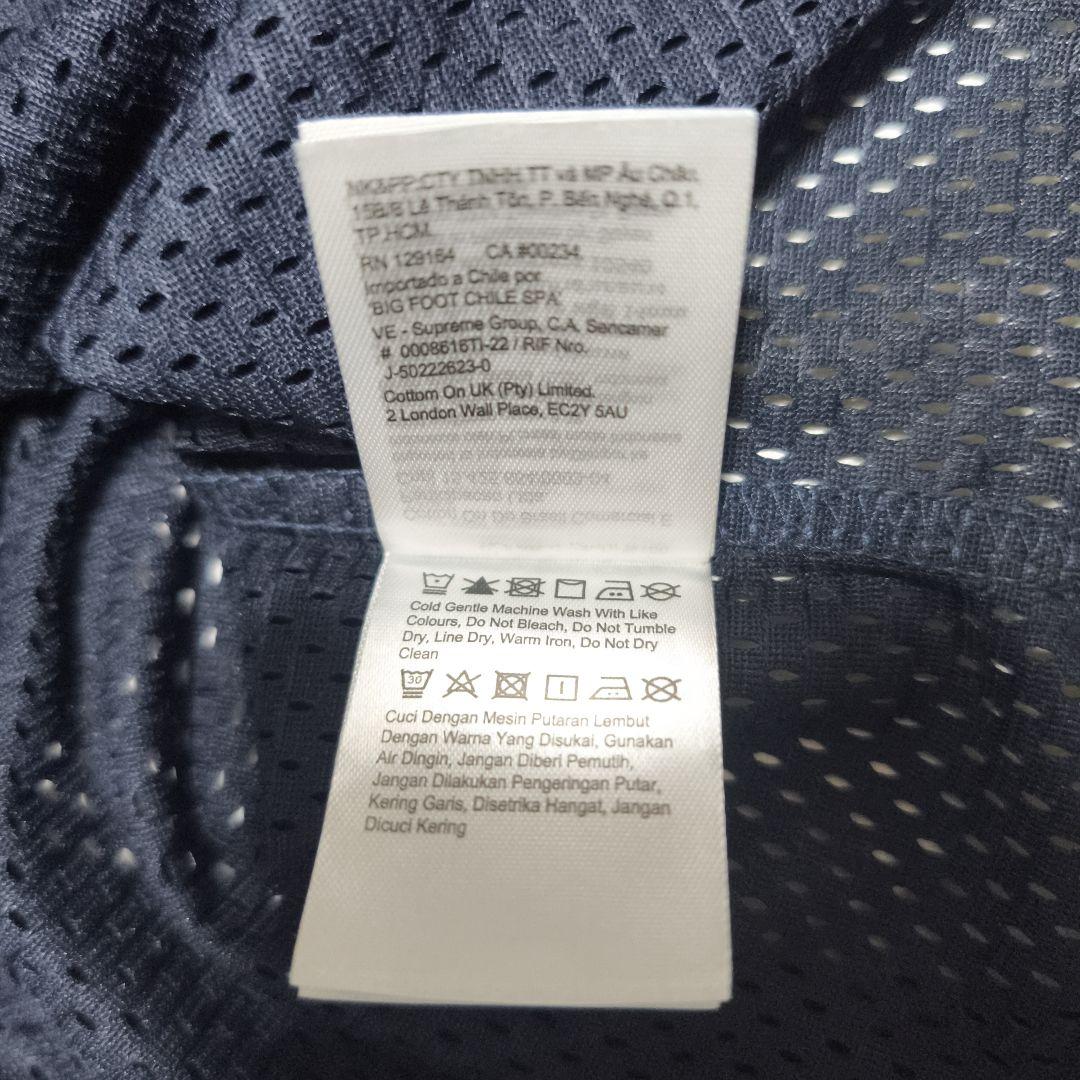 NK&PP:CTY TNHH TT và MP Âu Châu,
15B/8 Lê Thánh Tôn, P. Bến Nghé, Q.1,
TP.HCM.
RN 129164 CA #00234
Importado a Chile por
'BIG FOOT CHILE SPA'
VE - Supreme Group, C.A. Sencamer
# 0008616TI-22 / RIF Nro.
J-50222623-0
Cottom On UK (Pty) Limited.
2 London Wall Place, EC2Y 5AU
Cold Gentle Machine Wash With Like
Colours, Do Not Bleach, Do Not Tumble
Dry, Line Dry, Warm Iron, Do Not Dry
Clean
30
Cuci Dengan Mesin Putaran Lembut
Dengan Warna Yang Disukai, Gunakan
Air Dingin, Jangan Diberi Pemutih,
Jangan Dilakukan Pengeringan Putar,
Kering Garis, Disetrika Hangat, Jangan
Dicuci Kering